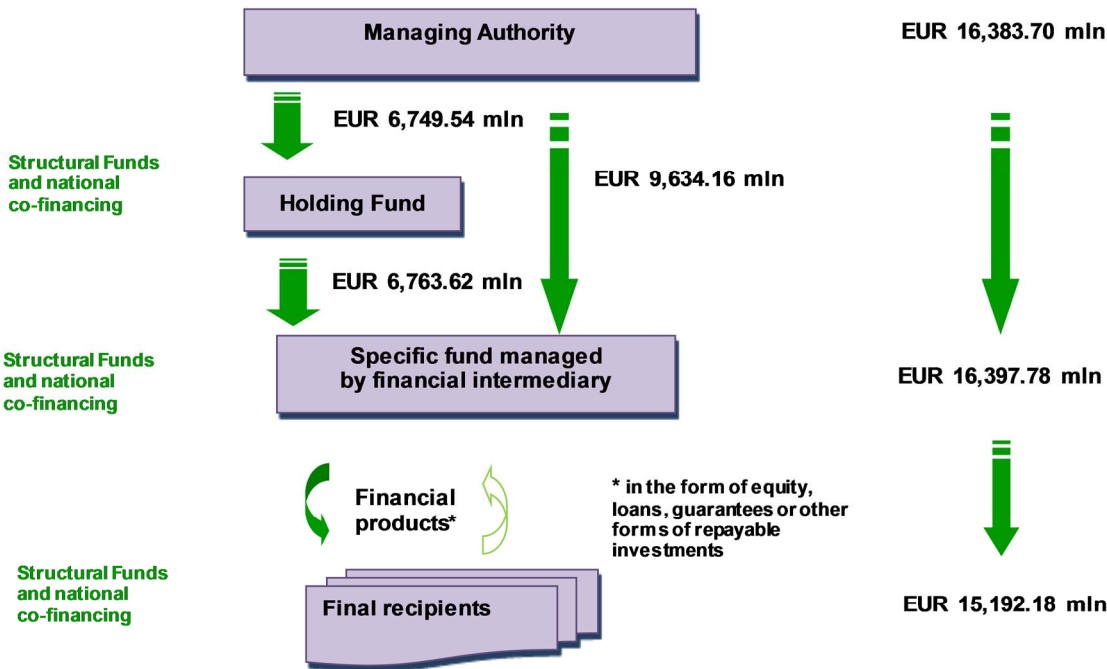 Managing Authority
EUR 16,383.70 mln
EUR 6,749.54 mln
Structural Funds
and national
co-financing
EUR 9,634.16 mln
Holding Fund
EUR 6,763.62 mln
Structural Funds
and national
co-financing
Specific fund managed
by financial intermediary
EUR 16,397.78 mln
Financial
products*
* in the form of equity,
loans, guarantees or other
forms of repayable
investments
Structural Funds
and national
co-financing
Final recipients
EUR 15,192.18 mln